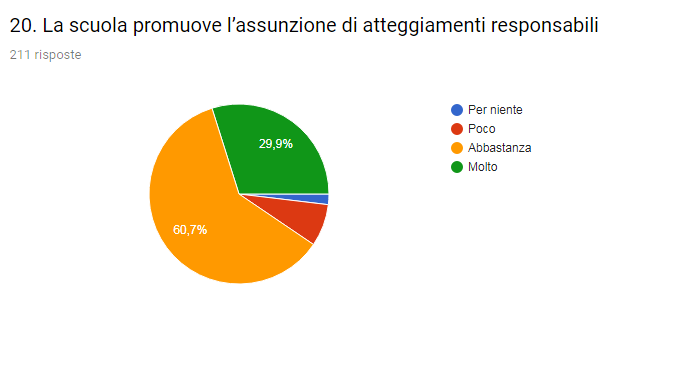 20. La scuola promuove l’assunzione di atteggiamenti responsabili
211 risposte
Per niente
Poco
Abbastanza
Molto
29,9%
60,7%